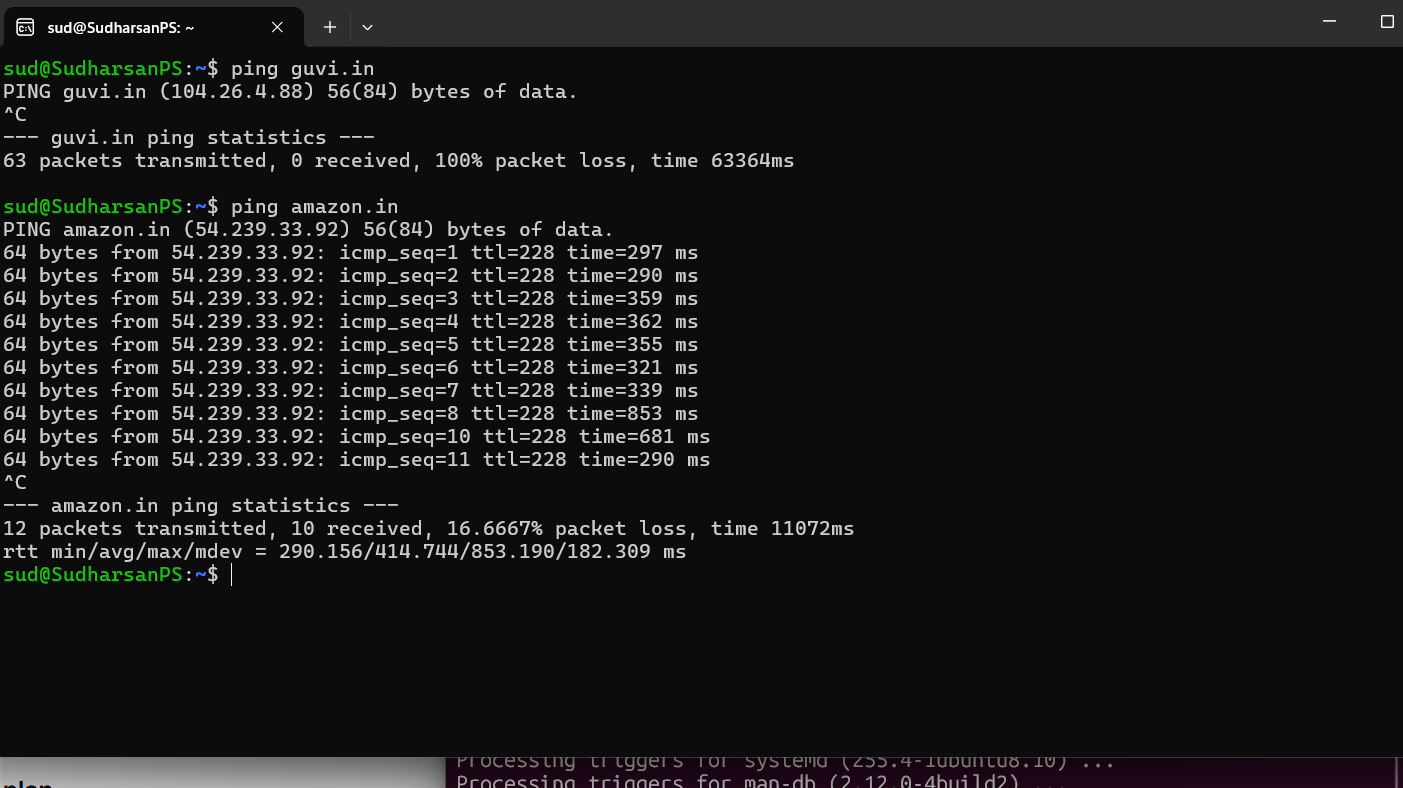 sud@SudharsanPS: ~
sud@SudharsanPS:~$ ping guvi.in
PING guvi.in (104.26.4.88) 56(84) bytes of data.
^C
--- guvi.in ping statistics ---
63 packets transmitted, 0 received, 100% packet loss, time 63364ms
sud@SudharsanPS:~$ ping amazon.in
PING amazon.in (54.239.33.92) 56(84) bytes of data.
64 bytes from 54.239.33.92: icmp_seq=1 ttl=228 time=297 ms
64 bytes from 54.239.33.92: icmp_seq=2 ttl=228 time=290 ms
64 bytes from 54.239.33.92: icmp_seq=3 ttl=228 time=359 ms
64 bytes from 54.239.33.92: icmp_seq=4 ttl=228 time=362 ms
64 bytes from 54.239.33.92: icmp_seq=5 ttl=228 time=355 ms
64 bytes from 54.239.33.92: icmp_seq=6 ttl=228 time=321 ms
64 bytes from 54.239.33.92: icmp_seq=7 ttl=228 time=339 ms
64 bytes from 54.239.33.92: icmp_seq=8 ttl=228 time=853 ms
64 bytes from 54.239.33.92: icmp_seq=10 ttl=228 time=681 ms
64 bytes from 54.239.33.92: icmp_seq=11 ttl=228 time=290 ms
^C
--- amazon.in ping statistics ---
12 packets transmitted, 10 received, 16.6667% packet loss, time 11072ms
rtt min/avg/max/mdev = 290.156/414.744/853.190/182.309 ms
sud@SudharsanPS:~$
Processing triggers for systemd (255.4-1ubuntu8.10) ...
Processing triggers for man-db (2.12.0-4build2) ...